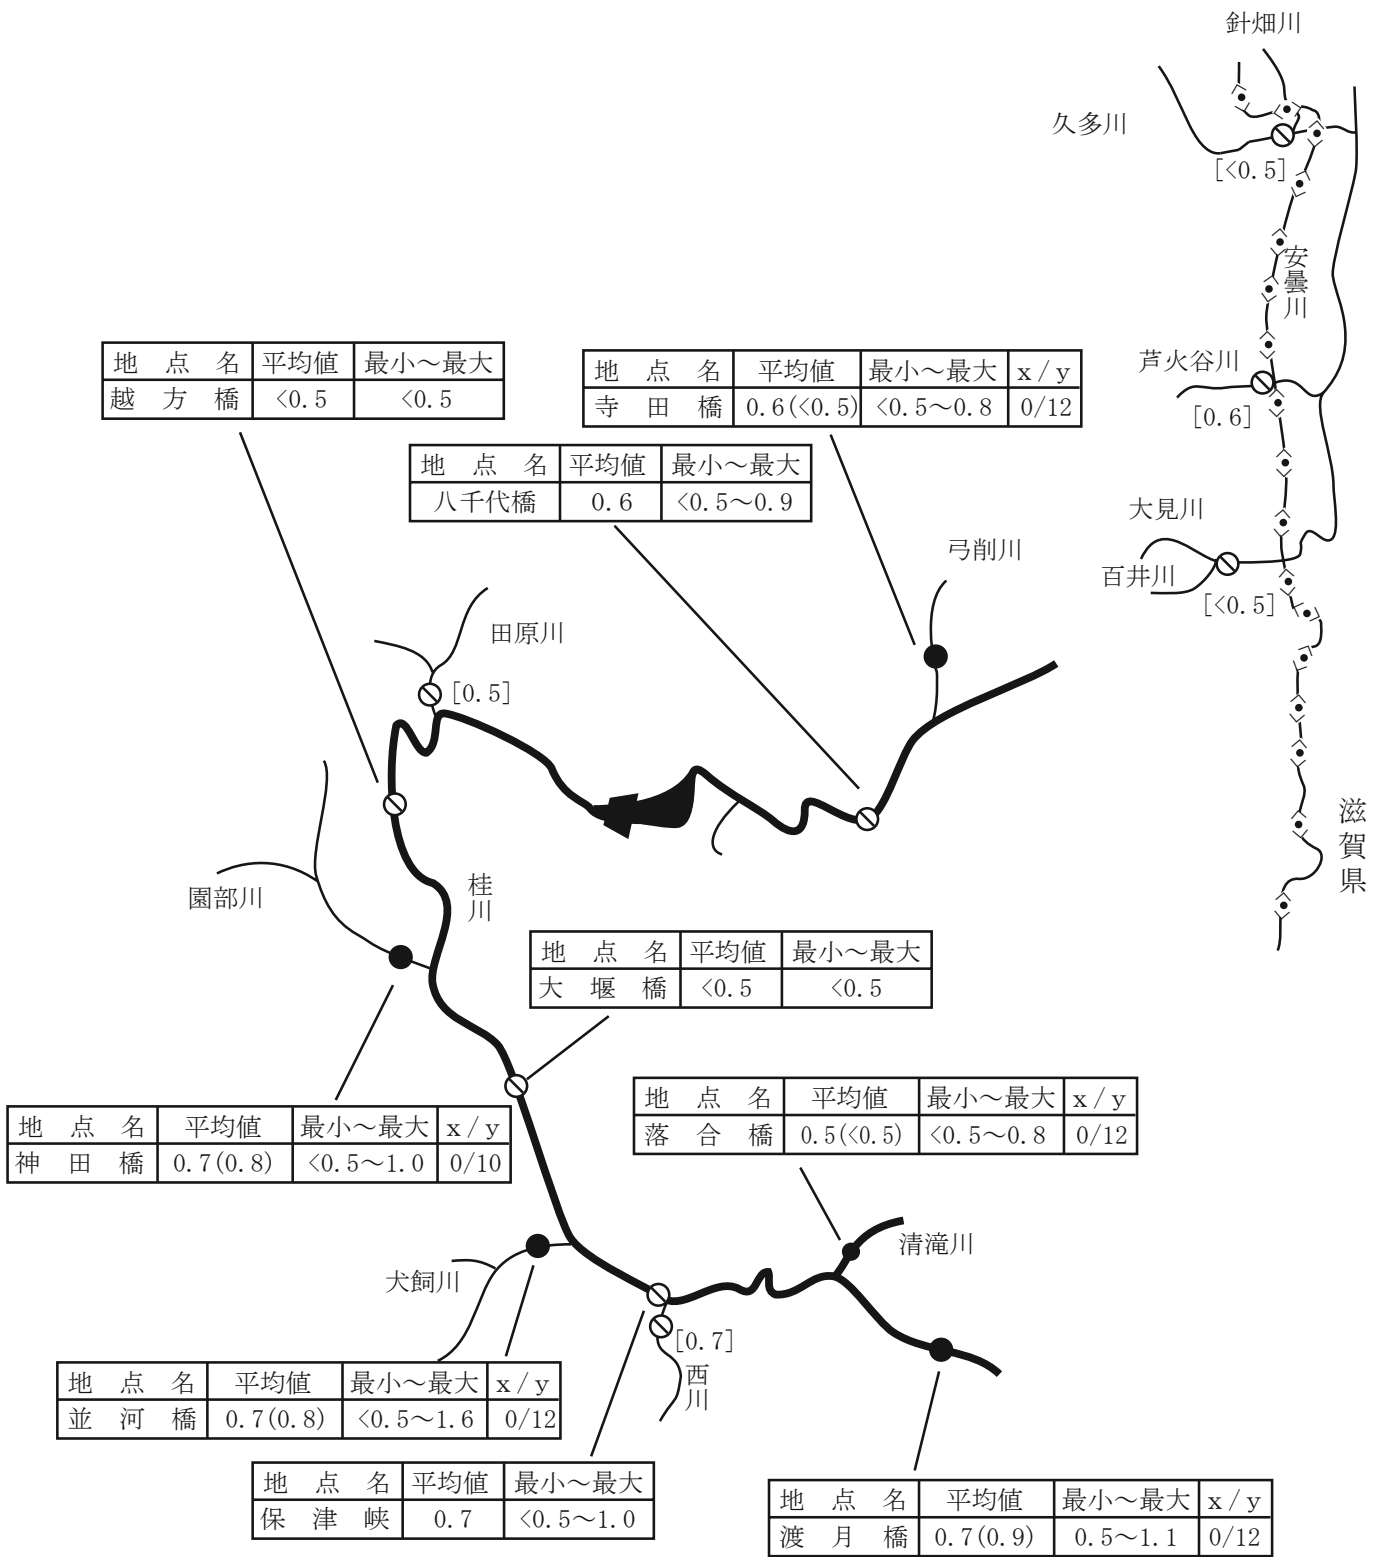 針畑川
久多川
[<0.5]
安曇川
芦火谷川
[0.6]
大見川
百井川
[<0.5]
滋賀県
地 点 名 平均値 最小～最大
越 方 橋 <0.5 <0.5
地 点 名 平均値 最小～最大 x/y
寺 田 橋 0.6(<0.5) <0.5～0.8 0/12
地 点 名 平均値 最小～最大
八千代橋 0.6 <0.5～0.9
弓削川
田原川
[0.5]
園部川
桂川
地 点 名 平均値 最小～最大
大 堰 橋 <0.5 <0.5
地 点 名 平均値 最小～最大 x/y
神 田 橋 0.7(0.8) <0.5～1.0 0/10
地 点 名 平均値 最小～最大 x/y
落 合 橋 0.5(<0.5) <0.5～0.8 0/12
清滝川
犬飼川
[0.7]
西川
地 点 名 平均値 最小～最大 x/y
並 河 橋 0.7(0.8) <0.5～1.6 0/12
地 点 名 平均値 最小～最大
保 津 峡 0.7 <0.5～1.0
地 点 名 平均値 最小～最大 x/y
渡 月 橋 0.7(0.9) 0.5～1.1 0/12